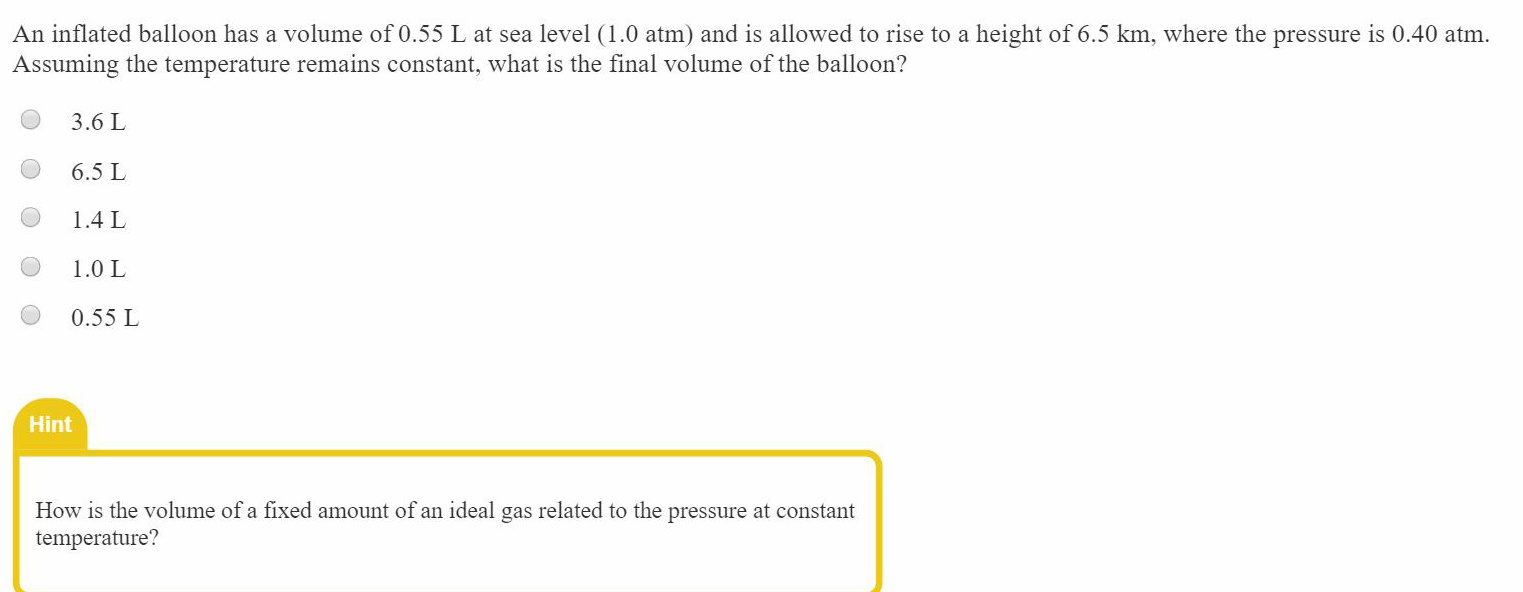 An inflated balloon has a volume of 0.55 L at sea level (1.0 atm) and is allowed to rise to a height of 6.5 km, where the pressure is 0.40 atm.
Assuming the temperature remains constant, what is the final volume of the balloon?
3.6 L
6.5 L
1.4 L
1.0 L
0.55 L
Hint
How is the volume of a fixed amount of an ideal gas related to the pressure at constant
temperature?